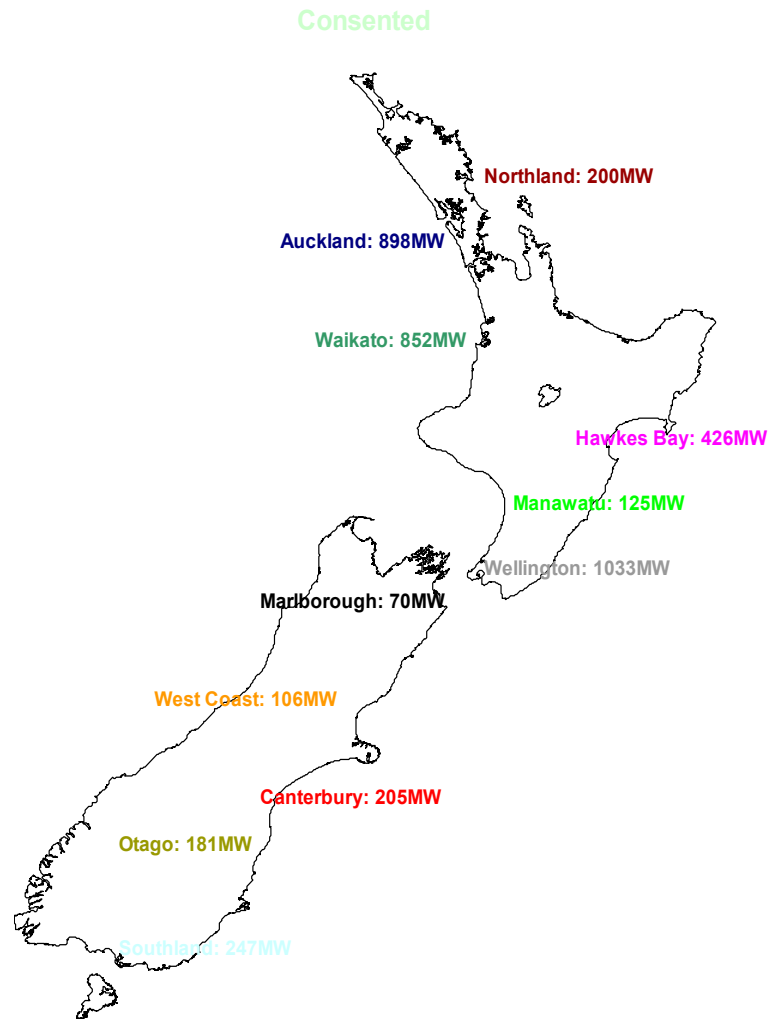 Consented
Northland: 200MW
Auckland: 898MW
Waikato: 852MW
Hawkes Bay: 426MW
Manawatu: 125MW
Wellington: 1033MW
Marlborough: 70MW
West Coast: 106MW
Canterbury: 205MW
Otago: 181MW
Southland: 247MW